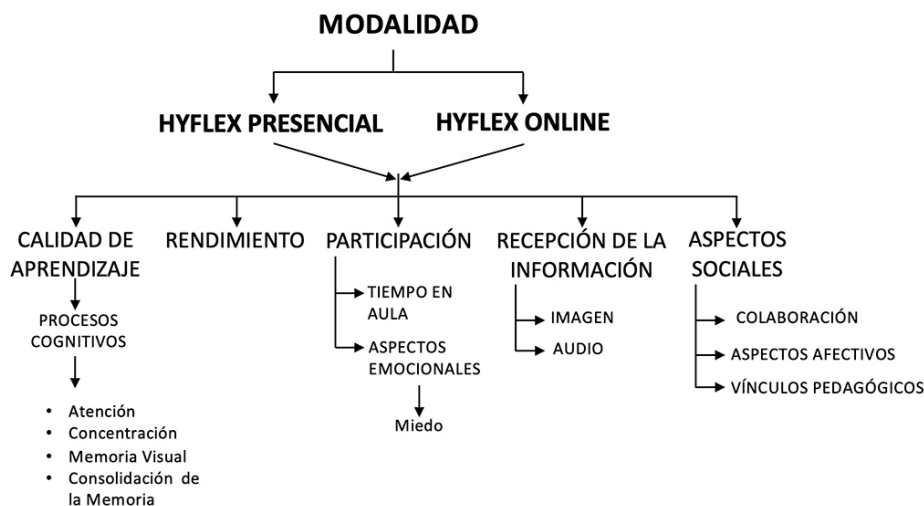 MODALIDAD
HYFLEX PRESENCIAL
HYFLEX ONLINE
CALIDAD DE
APRENDIZAJE
PROCESOS
COGNITIVOS
• Atención
• Concentración
• Memoria Visual
• Consolidación de
la Memoria
RENDIMIENTO
PARTICIPACIÓN
TIEMPO EN
AULA
ASPECTOS
EMOCIONALES
Miedo
RECEPCIÓN DE LA
INFORMACIÓN
IMAGEN
AUDIO
ASPECTOS
SOCIALES
COLABORACIÓN
ASPECTOS AFECTIVOS
VÍNCULOS PEDAGÓGICOS